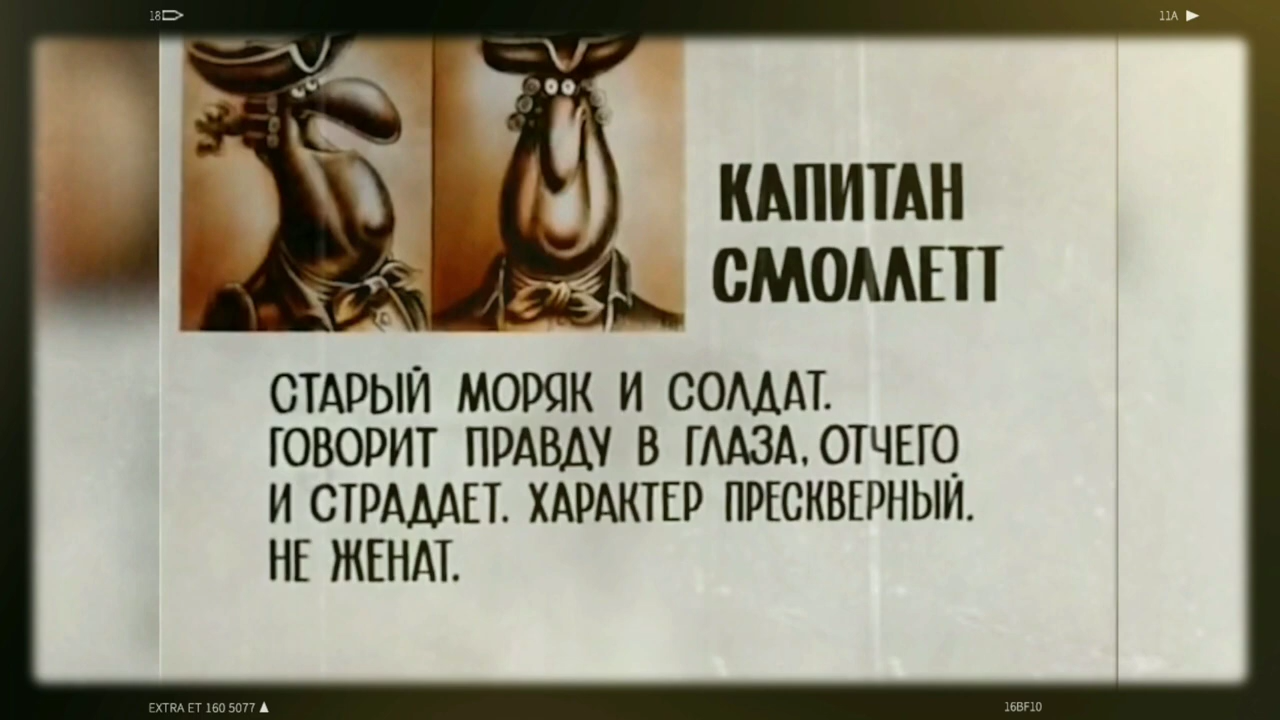 18
11A
КАПИТАН
СМОЛЛЕТТ
СТАРЫЙ МОРЯК И СОЛДАТ.
ГОВОРИТ ПРАВДУ В ГЛАЗА, ОТЧЕГО
И СТРАДАЕТ. ХАРАКТЕР ПРЕСКВЕРНЫЙ.
НЕ ЖЕНАТ.
EXTRA ET 160 5077
16BF10